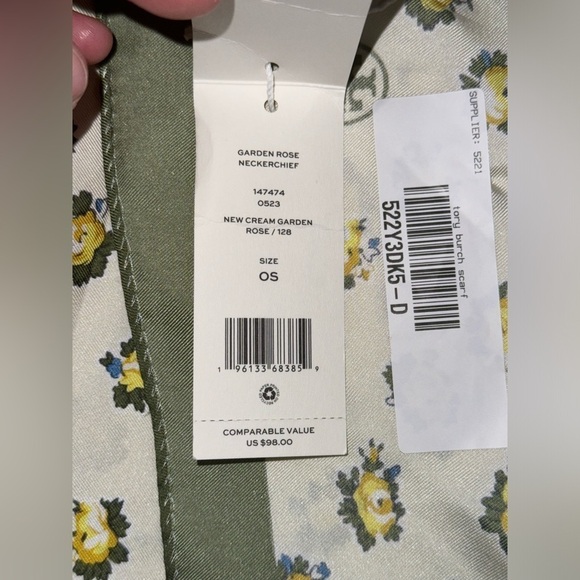 GARDEN ROSE
NECKERCHIEF
147474
0523
NEW CREAM GARDEN
ROSE / 128
SIZE
OS
1 96133 68385 9
COMPARABLE VALUE
US $98.00
SUPPLIER: 5221
tory burch scarf
522Y3DK5 - D